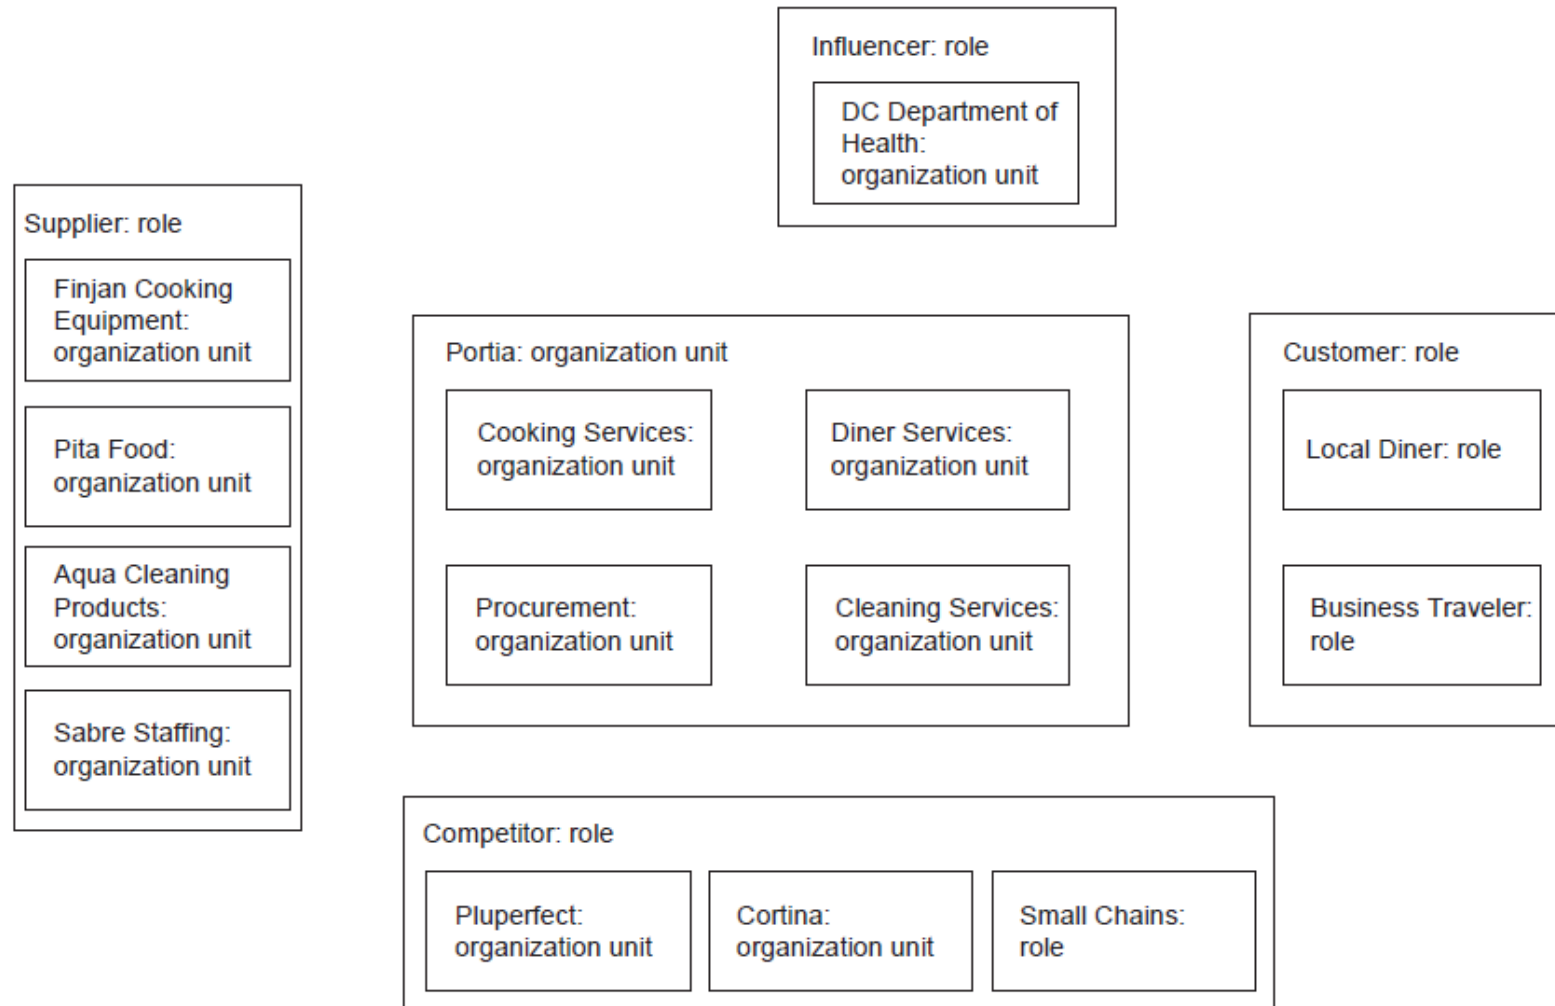 Influencer: role
DC Department of
Health:
organization unit
Supplier: role
Finjan Cooking
Equipment:
organization unit
Pita Food:
organization unit
Aqua Cleaning
Products:
organization unit
Sabre Staffing:
organization unit
Portia: organization unit
Cooking Services:
organization unit
Diner Services:
organization unit
Procurement:
organization unit
Cleaning Services:
organization unit
Customer: role
Local Diner: role
Business Traveler:
role
Competitor: role
Pluperfect:
organization unit
Cortina:
organization unit
Small Chains:
role